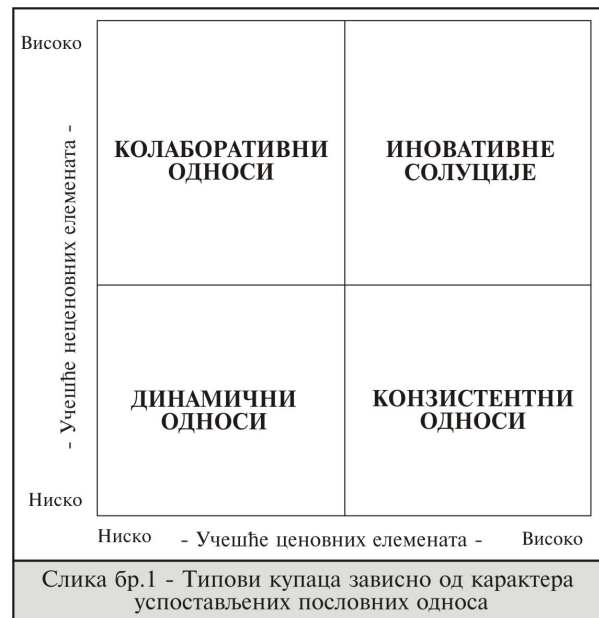 Високо
- Учешће неценовних елемената -
КОЛАБОРАТИВНИ
ОДНОСИ
ИНОВАТИВНЕ
СОЛУЦИЈЕ
ДИНАМИЧНИ
ОДНОСИ
КОНЗИСТЕНТНИ
ОДНОСИ
Ниско
Ниско - Учешће ценовних елемената - Високо
Слика бр.1 - Типови купаца зависно од карактера
успостављених пословних односа